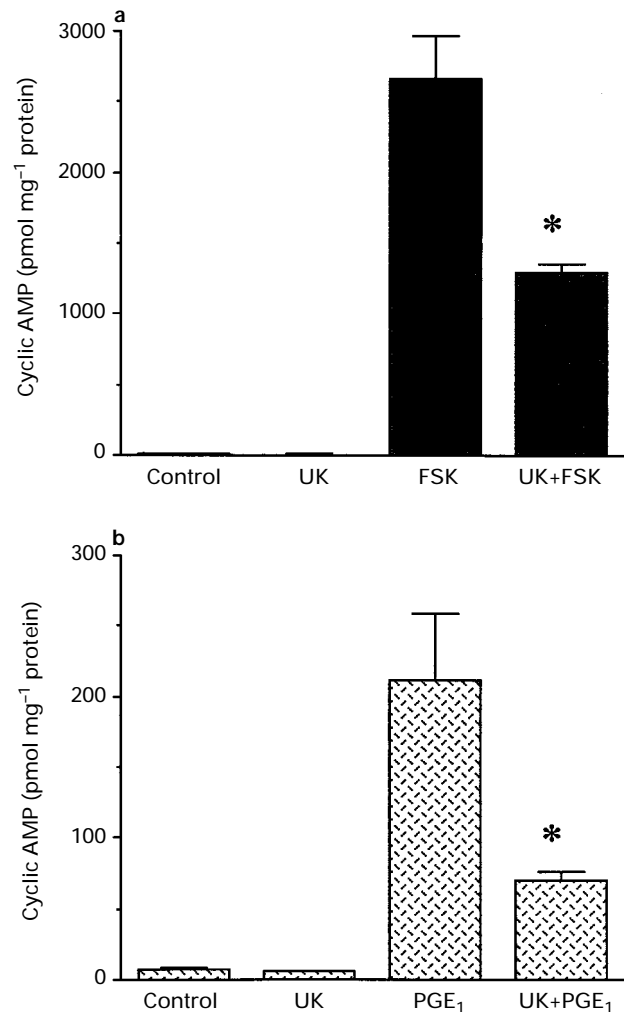 a
3000
2000
1000
0
Cyclic AMP (pmol mg⁻¹ protein)
*
Control UK FSK UK+FSK
b
300
200
100
0
Cyclic AMP (pmol mg⁻¹ protein)
*
Control UK PGE₁ UK+PGE₁